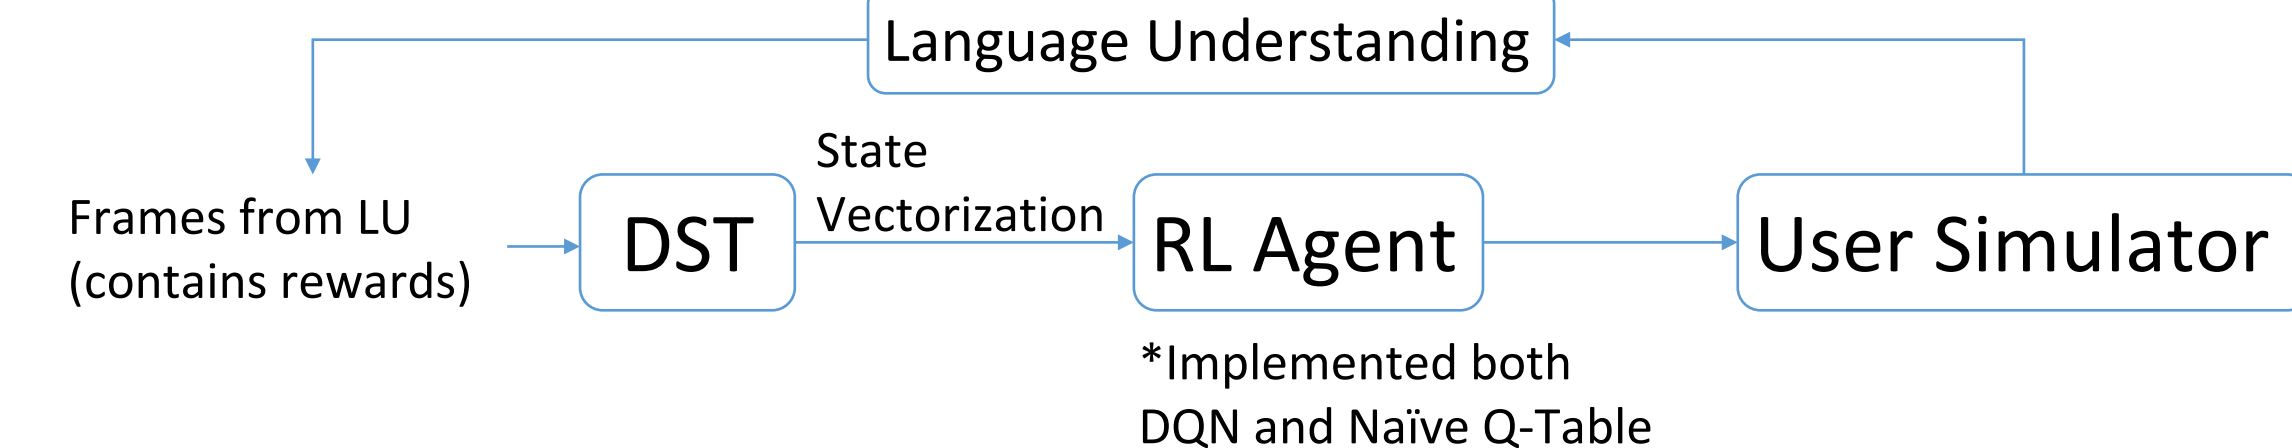 Language Understanding
State
Vectorization
Frames from LU
(contains rewards)
DST
RL Agent
User Simulator
*Implemented both
DQN and Naïve Q-Table